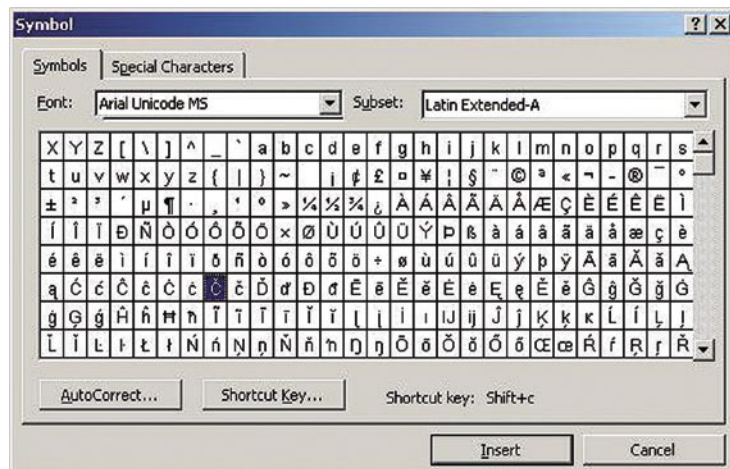 Symbol
Symbols Special Characters
Font: Arial Unicode MS Subset: Latin Extended-A
X Y Z [ \ ] ^ _ ` a b c d e f g h i j k l m n o p q r s
t u v w x y z { | } ~ ¡ ¢ £ ¤ ¥ ¦ § ¨ © ª « ¬ - ® ¯ °
± ² ³ ´ µ ¶ · ¸ ¹ º » ¼ ½ ¾ ¿ À Á Â Ã Ä Å Æ Ç È É Ê Ë Ì
Í Î Ï Ð Ñ Ò Ó Ô Õ Ö × Ø Ù Ú Û Ü Ý Þ ß à á â ã ä å æ ç è
é ê ë ì í î ï ð ñ ò ó ô õ ö ÷ ø ù ú û ü ý þ ÿ Ā ā Ă ă Ą
ą Ć ć Ĉ ĉ Ċ ċ Č č Ď ď Đ đ Ē ē Ĕ ĕ Ė ė Ę ę Ě ě Ĝ ĝ Ğ ğ Ġ
ġ Ģ ģ Ĥ ĥ Ħ ħ Ĩ ĩ Ī ī Ĭ ĭ Į į İ ı Ĳ ĳ Ĵ ĵ Ķ ķ ĸ Ĺ ĺ Ļ ļ
Ľ ľ Ŀ ŀ Ł ł Ń ń Ņ ņ Ň ň ŉ Ŋ ŋ Ō ō Ŏ ŏ Ő ő Œ œ Ŕ ŕ Ŗ ŗ Ř
AutoCorrect... Shortcut Key... Shortcut key: Shift+c
Insert Cancel